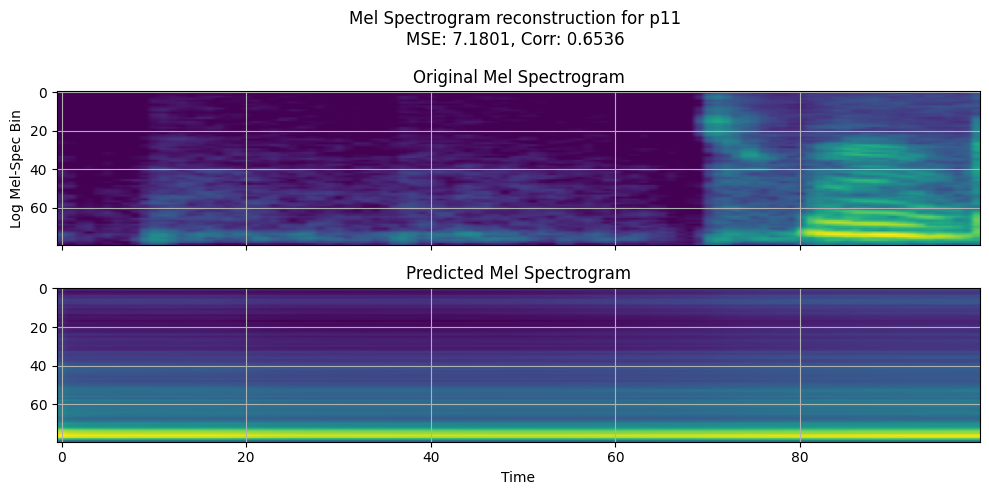 Mel Spectrogram reconstruction for p11
MSE: 7.1801, Corr: 0.6536
Original Mel Spectrogram
0
20
40
60
Log Mel-Spec Bin
Predicted Mel Spectrogram
0
20
40
60
0 20 40 60 80
Time